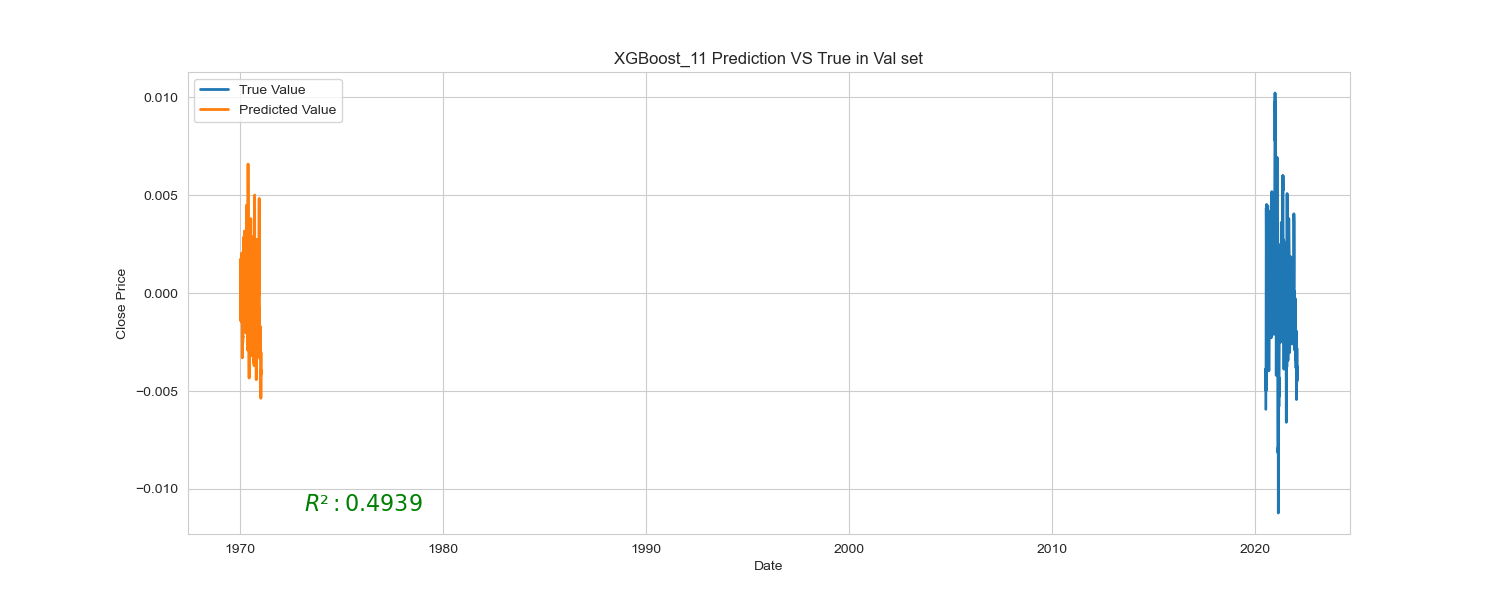 XGBoost_11 Prediction VS True in Val set
True Value
Predicted Value
0.010
0.005
0.000
−0.005
−0.010
Close Price
R² : 0.4939
1970
1980
1990
2000
2010
2020
Date